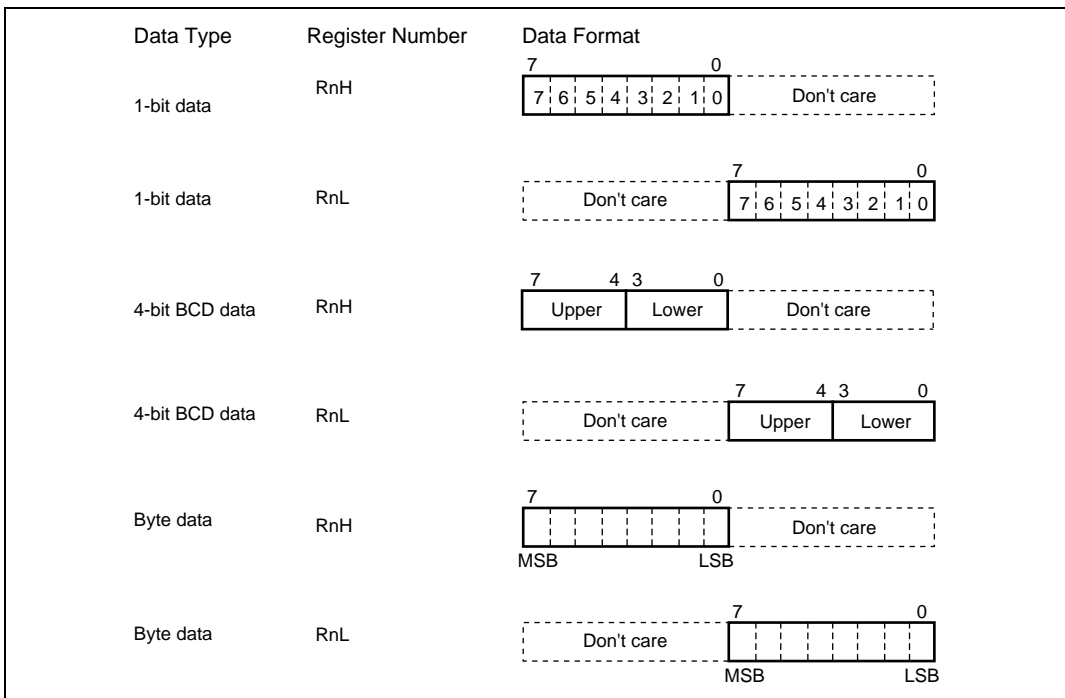 Data Type Register Number Data Format
7 0
1-bit data RnH 7 6 5 4 3 2 1 0 Don't care
7 0
1-bit data RnL Don't care 7 6 5 4 3 2 1 0
7 4 3 0
4-bit BCD data RnH Upper Lower Don't care
7 4 3 0
4-bit BCD data RnL Don't care Upper Lower
7 0
Byte data RnH Don't care
MSB LSB
7 0
Byte data RnL Don't care
MSB LSB